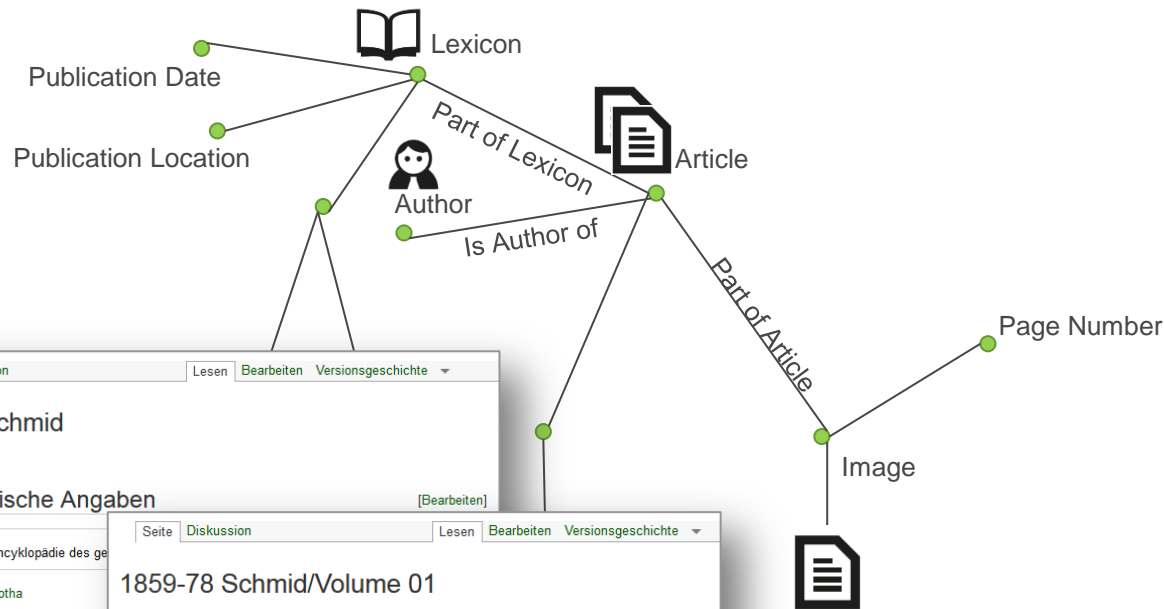 Lexicon
Publication Date
Publication Location
Part of Lexicon
Article
Author
Is Author of
Part of Article
Page Number
Image
Lesen Bearbeiten Versionsgeschichte
ische Angaben [Bearbeiten]
Seite Diskussion Lesen Bearbeiten Versionsgeschichte
des
1859-78 Schmid/Volume 01